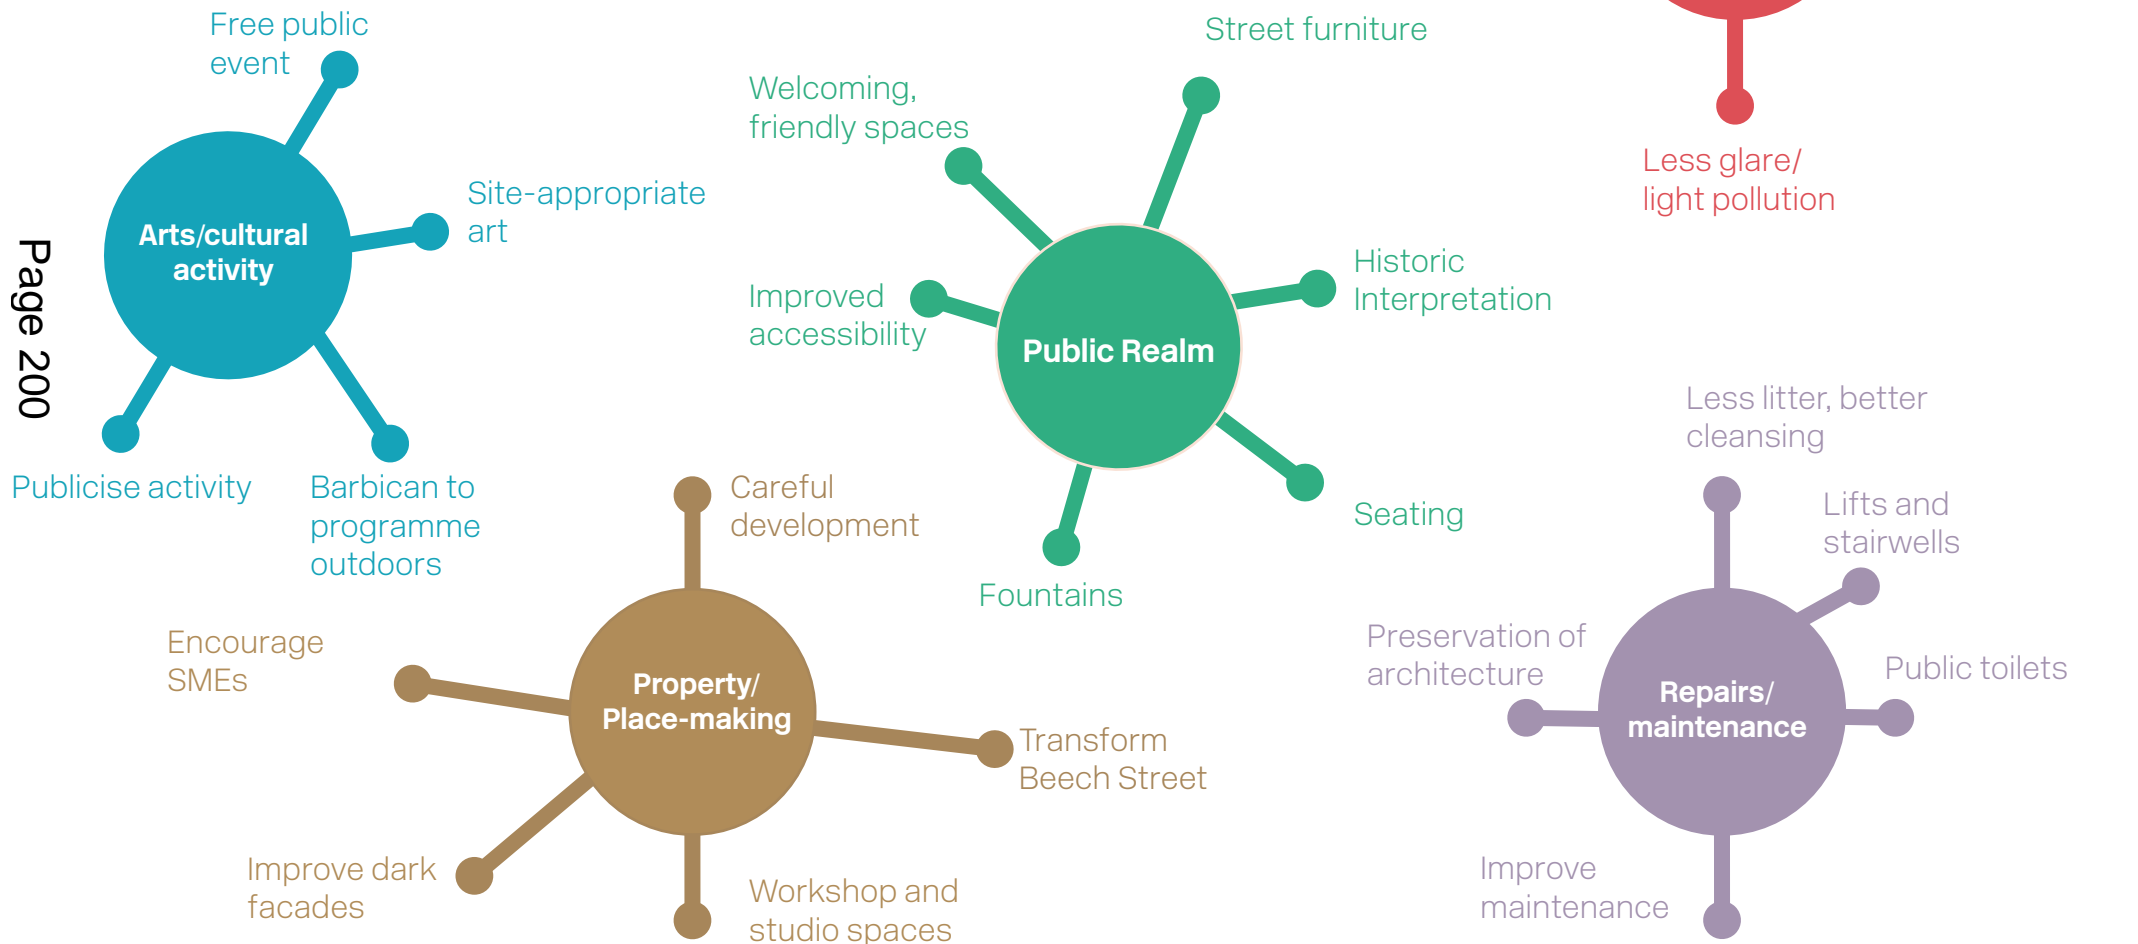 Free public
event
Arts/cultural
activity
Site-appropriate
art
Publicise activity
Barbican to
programme
outdoors
Page 200
Street furniture
Welcoming,
friendly spaces
Improved
accessibility
Public Realm
Historic
Interpretation
Seating
Fountains
Less glare/
light pollution
Careful
development
Encourage
SMEs
Property/
Place-making
Transform
Beech Street
Improve dark
facades
Workshop and
studio spaces
Less litter, better
cleansing
Lifts and
stairwells
Preservation of
architecture
Repairs/
maintenance
Public toilets
Improve
maintenance